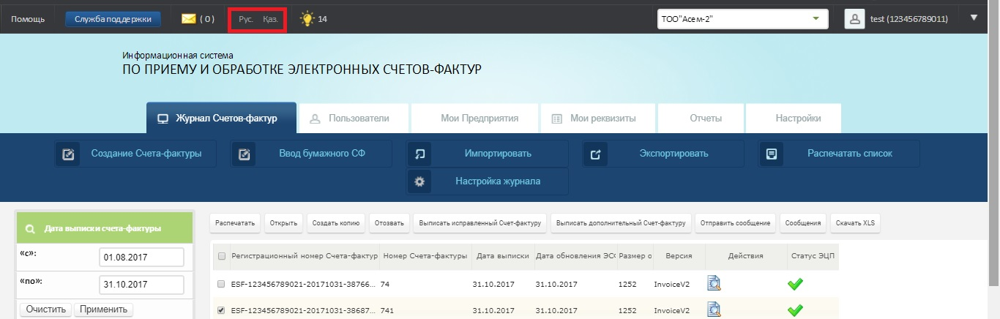 Помощь Служба поддержки ( 0 ) Рус. Қаз. 14 ТОО"Асем-2" test (123456789011)
Информационная система
ПО ПРИЕМУ И ОБРАБОТКЕ ЭЛЕКТРОННЫХ СЧЕТОВ-ФАКТУР
Журнал Счетов-фактур Пользователи Мои Предприятия Мои реквизиты Отчеты Настройки
Создание Счета-фактуры Ввод бумажного СФ Импортировать Экспортировать Распечатать список
Настройка журнала
Распечатать Открыть Создать копию Отозвать Выписать исправленный Счет-фактуру Выписать дополнительный Счет-фактуру Отправить сообщение Сообщения Скачать XLS
Дата выписки счета-фактуры
«с»: 01.08.2017
«по»: 31.10.2017
Очистить Применить
Регистрационный номер Счета-фактур Номер Счета-фактуры Дата выписки Дата обновления ЭСФ Размер о Версия Действия Статус ЭЦП
ESF-123456789021-20171031-38766... 74 31.10.2017 31.10.2017 1252 InvoiceV2
ESF-123456789021-20171031-38687... 741 31.10.2017 31.10.2017 1252 InvoiceV2